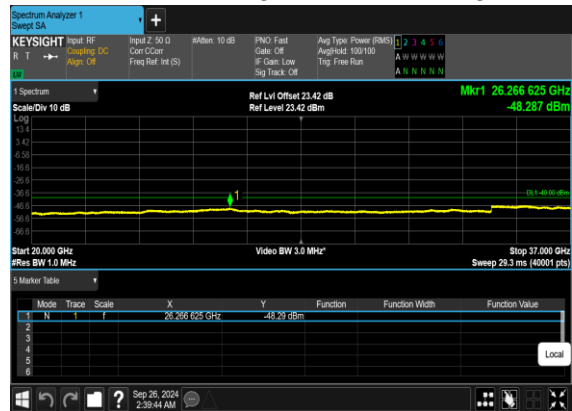 Spectrum Analyzer 1
Swept SA
+
KEYSIGHT
R T
LW
Input: RF
Coupling: DC
Align: Off
Input Z: 50 Ω
Corr CCorr
Freq Ref: Int (S)
#Atten: 10 dB
PNO: Fast
Gate: Off
IF Gain: Low
Sig Track: Off
Avg Type: Power (RMS)
Avg|Hold: 100/100
Trig: Free Run
1 2 3 4 5 6
A W W W W W
A N N N N N
1 Spectrum
Scale/Div 10 dB
Ref Lvl Offset 23.42 dB
Ref Level 23.42 dBm
Mkr1 26.266 625 GHz
-48.287 dBm
Log
13.4
3.42
-6.58
-16.6
-26.6
-36.6
-46.6
-56.6
-66.6
1
DL1 -40.00 dBm
Start 20.000 GHz
#Res BW 1.0 MHz
Video BW 3.0 MHz*
Stop 37.000 GHz
Sweep 29.3 ms (40001 pts)
5 Marker Table
Mode Trace Scale X Y Function Function Width Function Value
1 N 1 f 26.266 625 GHz -48.29 dBm
2
3
4
5
6
Local
?
Sep 26, 2024
2:39:44 AM